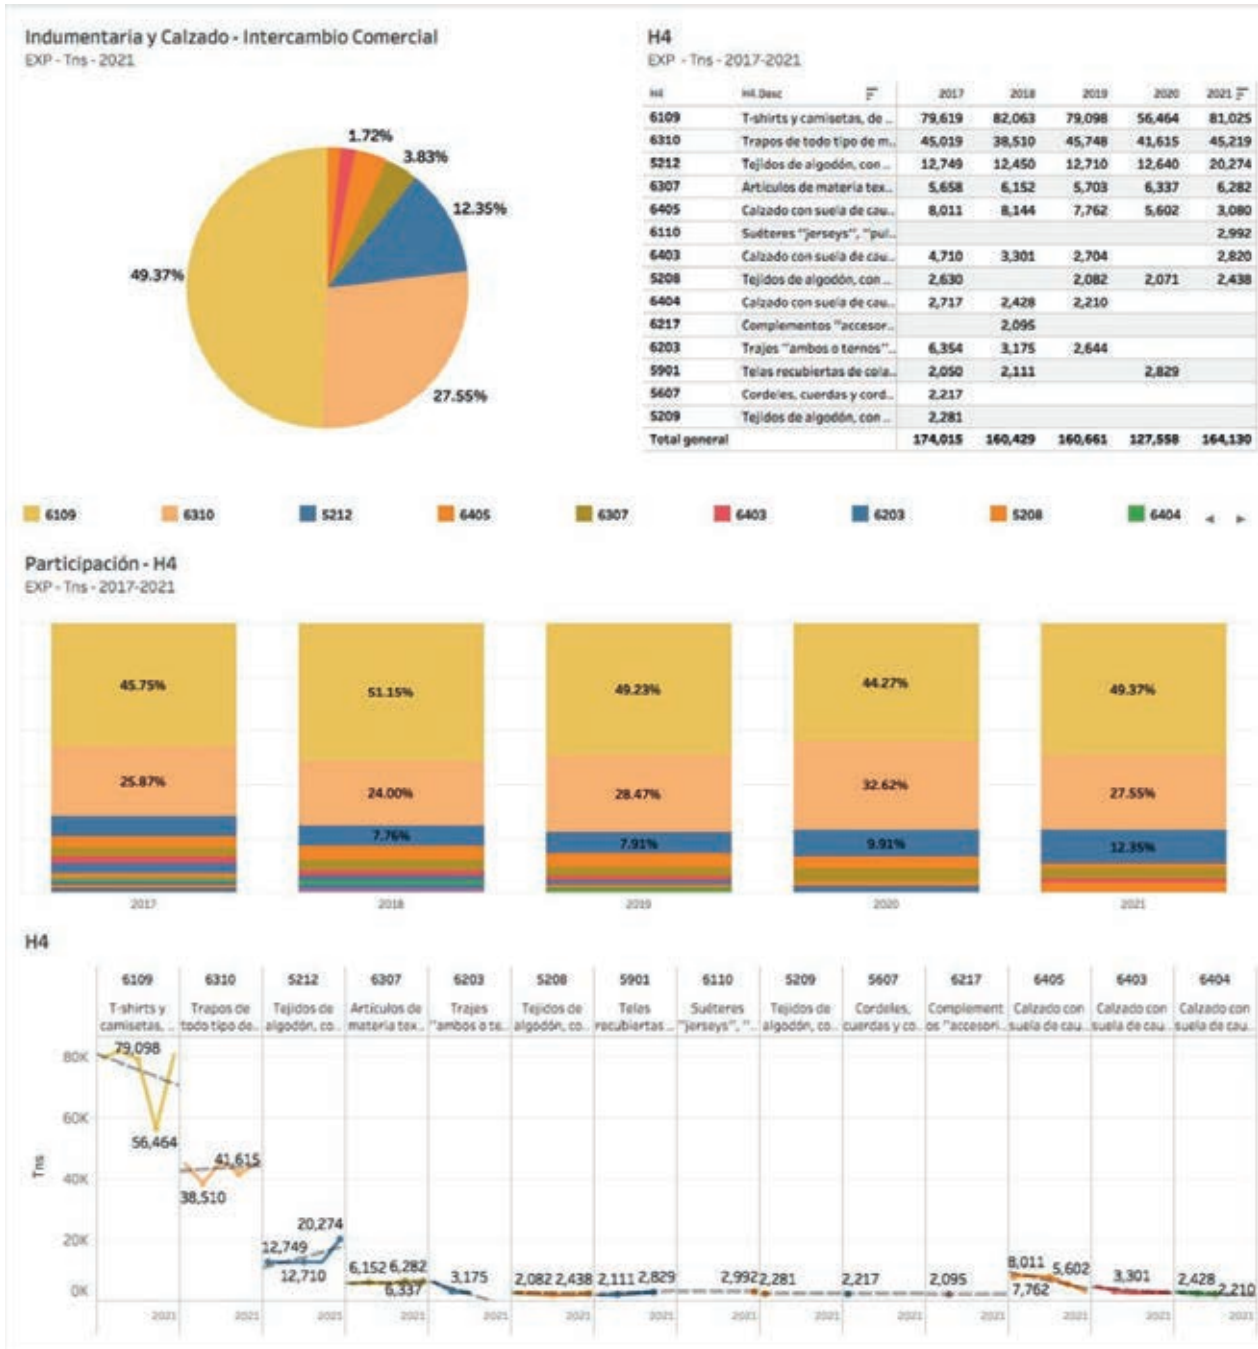 Indumentaria y Calzado - Intercambio Comercial
EXP - Tns - 2021
1.72%
3.83%
12.35%
49.37%
27.55%
H4
EXP - Tns - 2017-2021
H4 H4 Desc 2017 2018 2019 2020 2021
6109 T-shirts y camisetas, de .. 79,619 82,063 79,098 56,464 81,025
6310 Trapos de todo tipo de m.. 45,019 38,510 45,748 41,615 45,219
5212 Tejidos de algodón, con .. 12,749 12,450 12,710 12,640 20,274
6307 Artículos de materia tex.. 5,658 6,152 5,703 6,337 6,282
6405 Calzado con suela de cau.. 8,011 8,144 7,762 5,602 3,080
6110 Suéteres "jerseys", "pul.. 2,992
6403 Calzado con suela de cau.. 4,710 3,301 2,704 2,820
5208 Tejidos de algodón, con .. 2,630 2,082 2,071 2,438
6404 Calzado con suela de cau.. 2,717 2,428 2,210
6217 Complementos "accesor.. 2,095
6203 Trajes "ambos o ternos".. 6,354 3,175 2,644
5901 Telas recubiertas de cola.. 2,050 2,111 2,829
5607 Cordeles, cuerdas y cord.. 2,217
5209 Tejidos de algodón, con .. 2,281
Total general 174,015 160,429 160,661 127,558 164,130
6109 6310 5212 6405 6307 6403 6203 5208 6404
Participación - H4
EXP - Tns - 2017-2021
45.75% 51.15% 49.23% 44.27% 49.37%
25.87% 24.00% 28.47% 32.62% 27.55%
7.76% 7.91% 9.91% 12.35%
2017 2018 2019 2020 2021
H4
6109 6310 5212 6307 6203 5208 5901 6110 5209 5607 6217 6405 6403 6404
T-shirts y Trapos de Tejidos de Artículos de Trajes Tejidos de Telas Suéteres Tejidos de Cordeles, Complement Calzado con Calzado con Calzado con
camisetas, .. todo tipo de.. algodón, co.. materia tex.. "ambos o te.. algodón, co.. recubiertas .. "jerseys", ".. algodón, co.. cuerdas y co.. os "accesori.. suela de cau.. suela de cau.. suela de cau..
80K
60K
40K
20K
0K
Tns
79,098
56,464
41,615
38,510
20,274
12,749
12,710
6,152 6,282
6,337
3,175
2,082 2,438
2,111 2,829
2,992
2,281
2,217
2,095
8,011 5,602
7,762
3,301
2,428
2,210
2021 2021 2021 2021 2021 2021 2021 2021 2021 2021 2021 2021 2021 2021